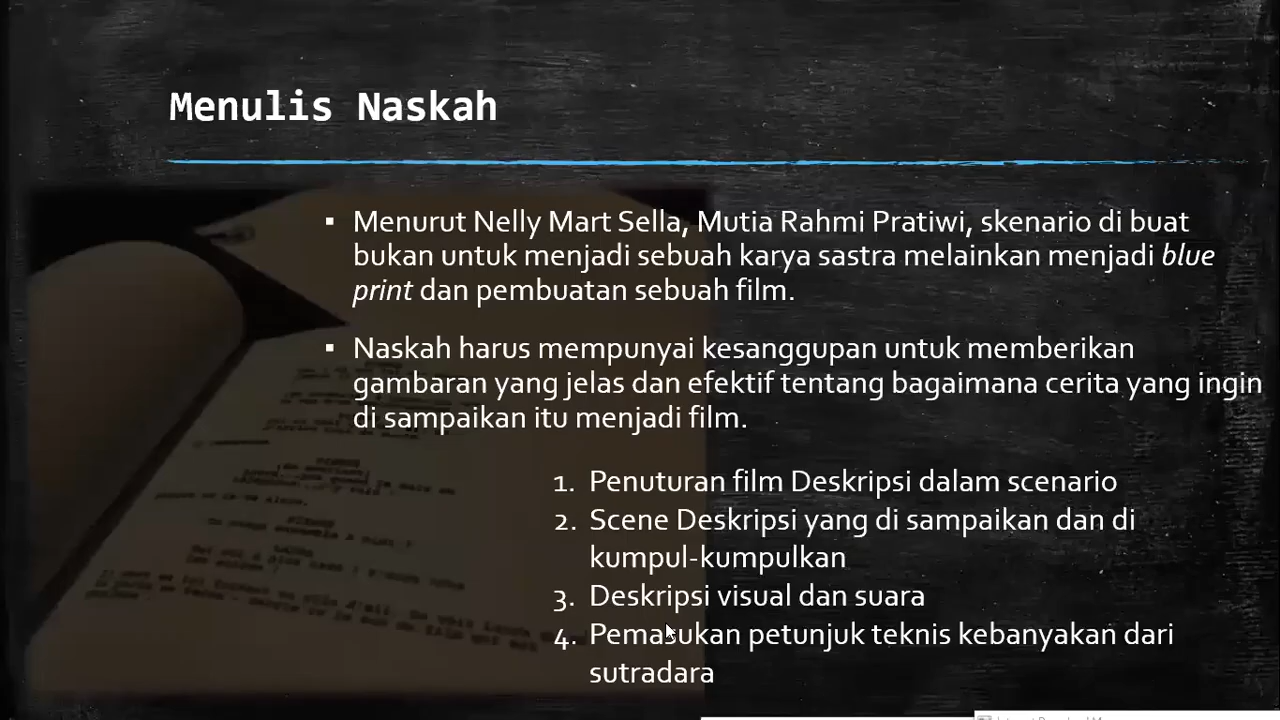 Menulis Naskah
▪ Menurut Nelly Mart Sella, Mutia Rahmi Pratiwi, skenario di buat
bukan untuk menjadi sebuah karya sastra melainkan menjadi blue
print dan pembuatan sebuah film.
▪ Naskah harus mempunyai kesanggupan untuk memberikan
gambaran yang jelas dan efektif tentang bagaimana cerita yang ingin
di sampaikan itu menjadi film.
1. Penuturan film Deskripsi dalam scenario
2. Scene Deskripsi yang di sampaikan dan di
kumpul-kumpulkan
3. Deskripsi visual dan suara
4. Pemasukan petunjuk teknis kebanyakan dari
sutradara